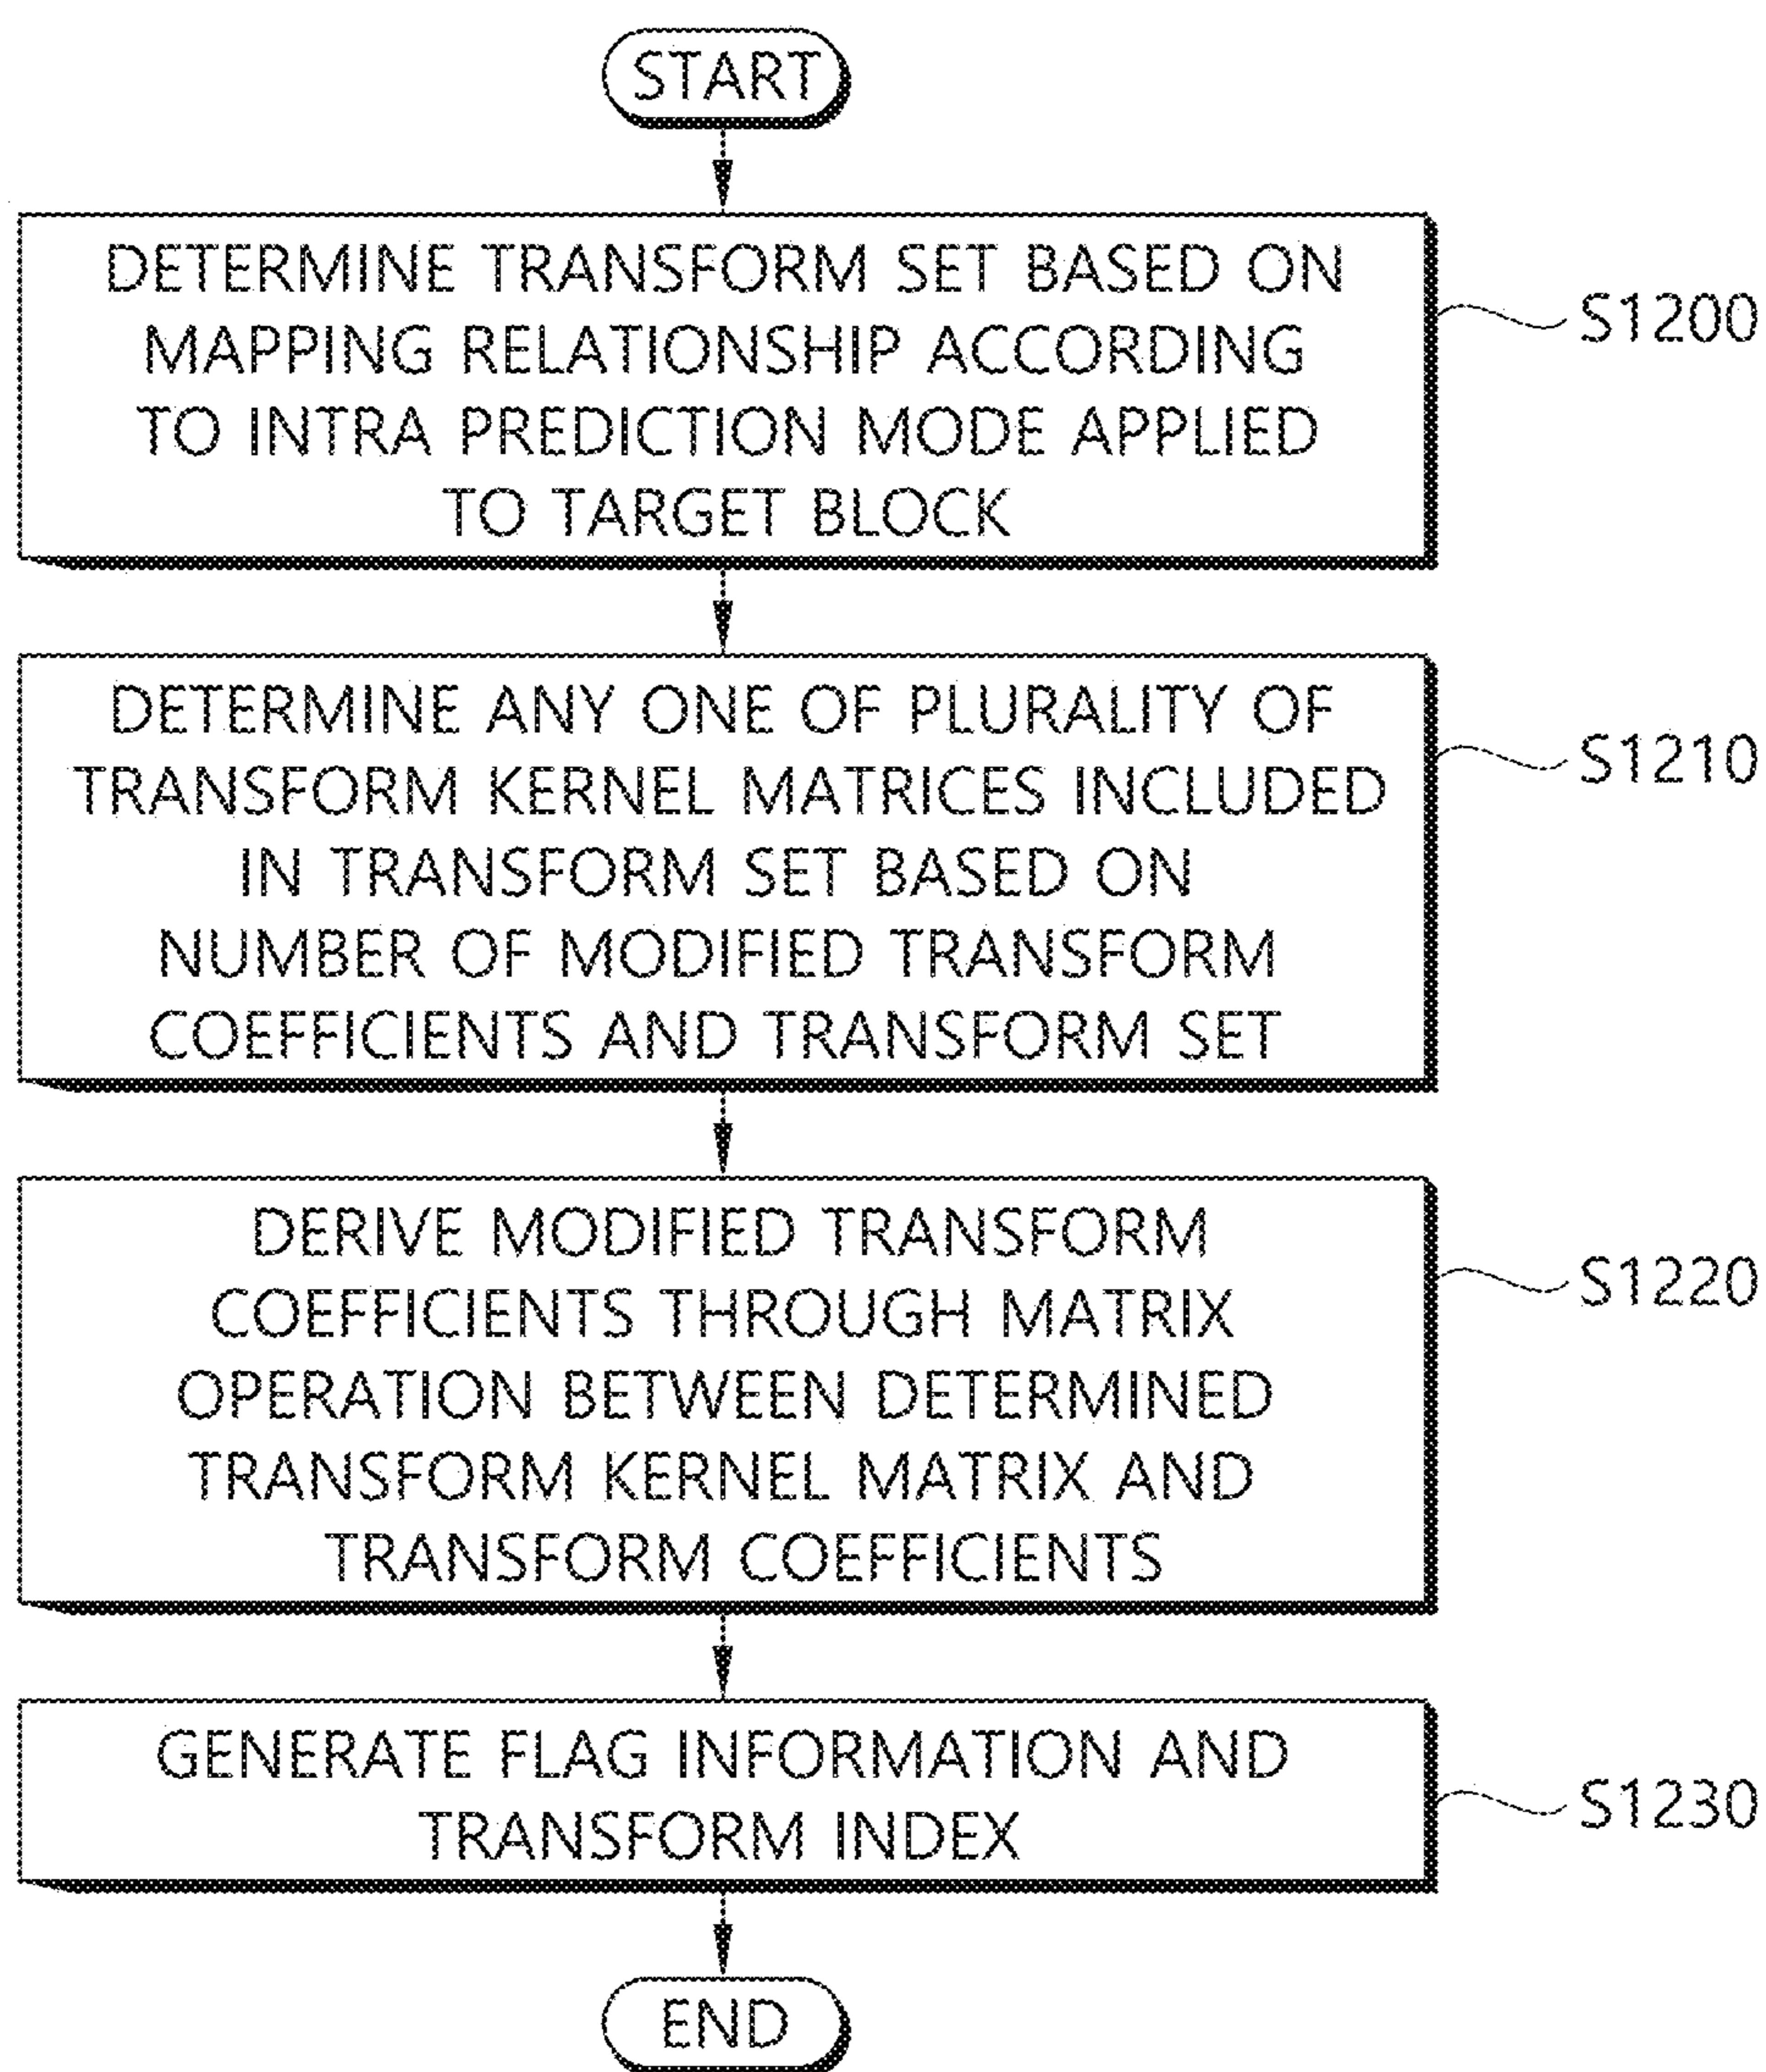 START
DETERMINE TRANSFORM SET BASED ON
MAPPING RELATIONSHIP ACCORDING
TO INTRA PREDICTION MODE APPLIED
TO TARGET BLOCK
S1200
DETERMINE ANY ONE OF PLURALITY OF
TRANSFORM KERNEL MATRICES INCLUDED
IN TRANSFORM SET BASED ON
NUMBER OF MODIFIED TRANSFORM
COEFFICIENTS AND TRANSFORM SET
S1210
DERIVE MODIFIED TRANSFORM
COEFFICIENTS THROUGH MATRIX
OPERATION BETWEEN DETERMINED
TRANSFORM KERNEL MATRIX AND
TRANSFORM COEFFICIENTS
S1220
GENERATE FLAG INFORMATION AND
TRANSFORM INDEX
S1230
END